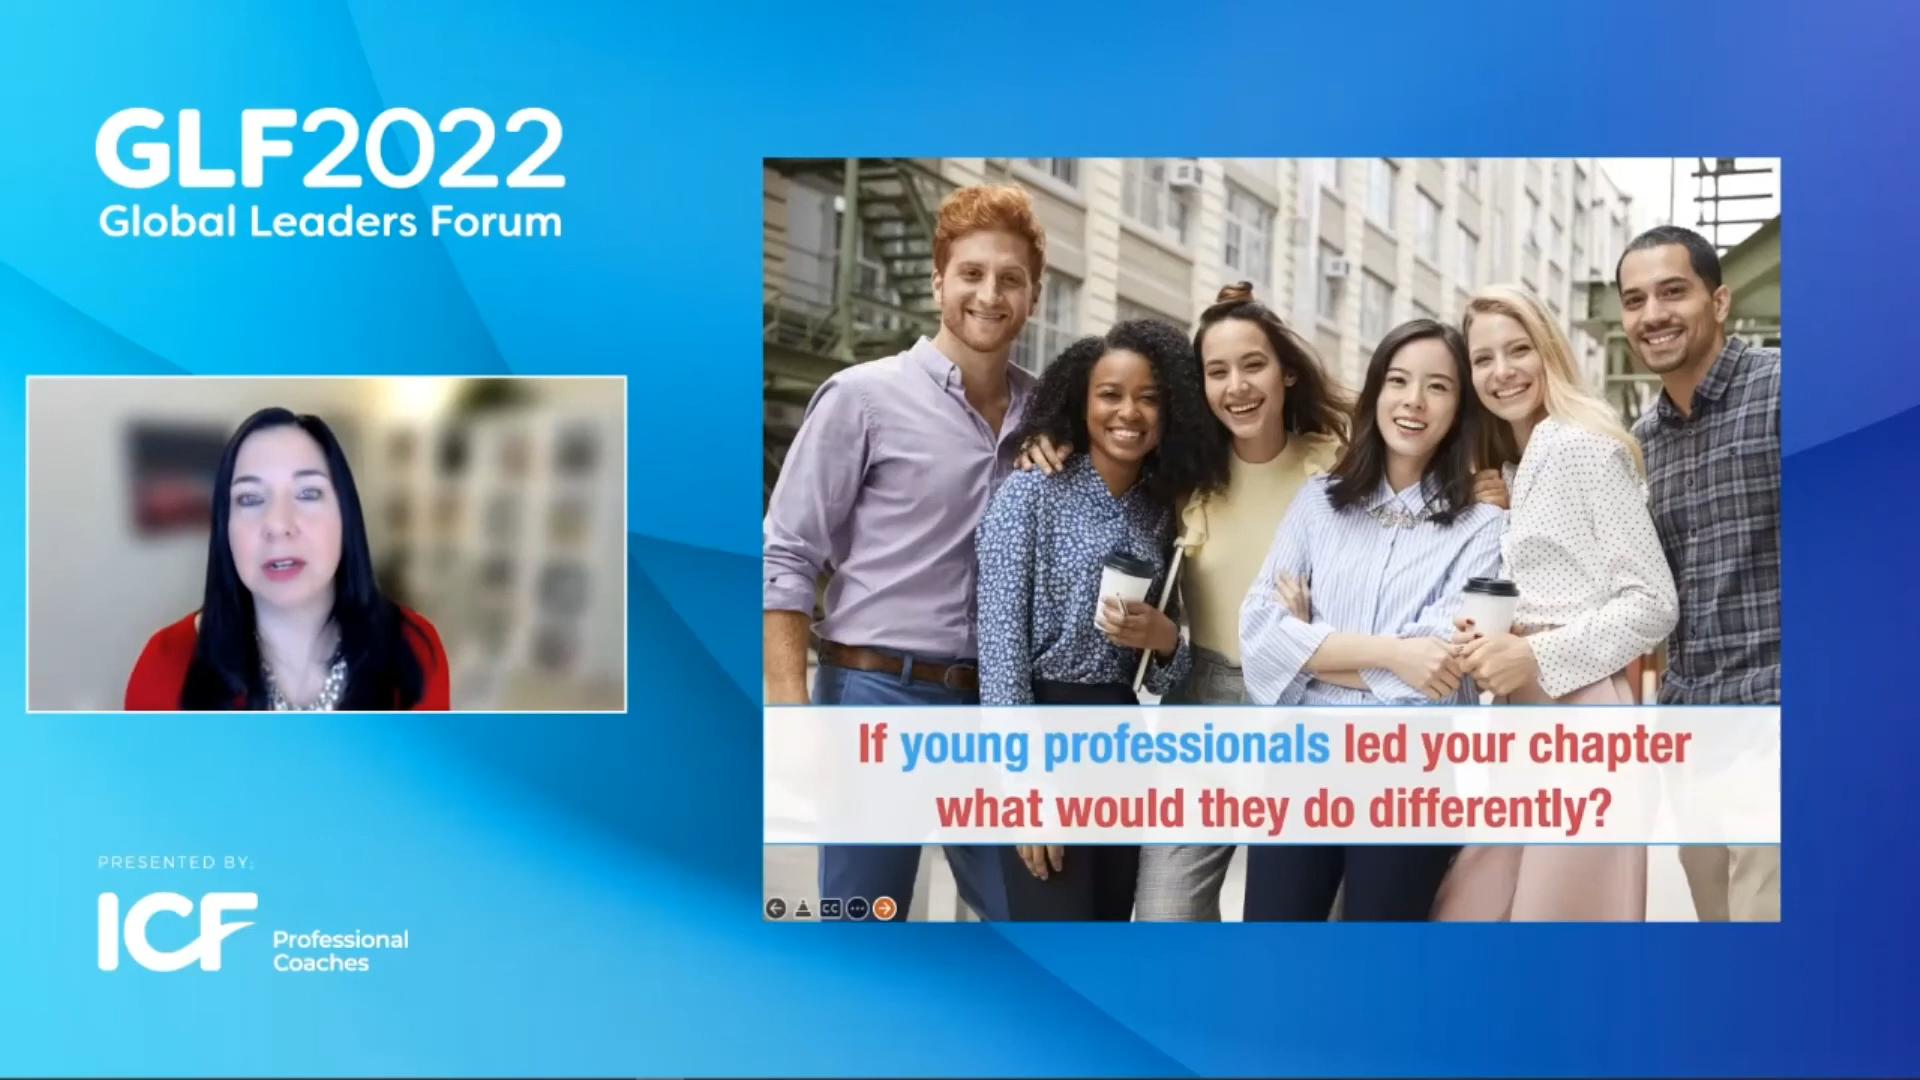 GLF2022
Global Leaders Forum
PRESENTED BY:
ICF
Professional
Coaches
If young professionals led your chapter
what would they do differently?
CC